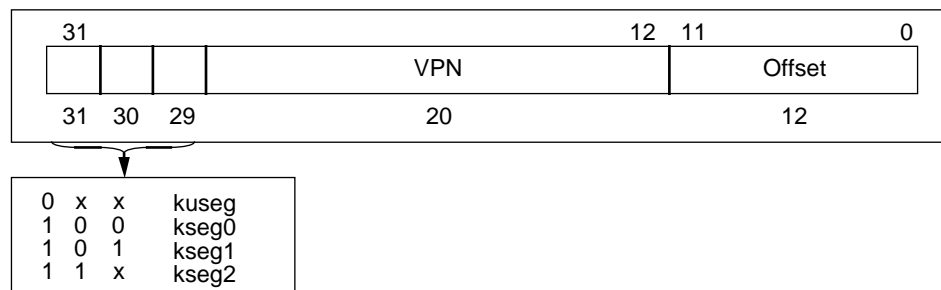 31 12 11 0
VPN Offset
31 30 29 20 12
0 x x kuseg
1 0 0 kseg0
1 0 1 kseg1
1 1 x kseg2